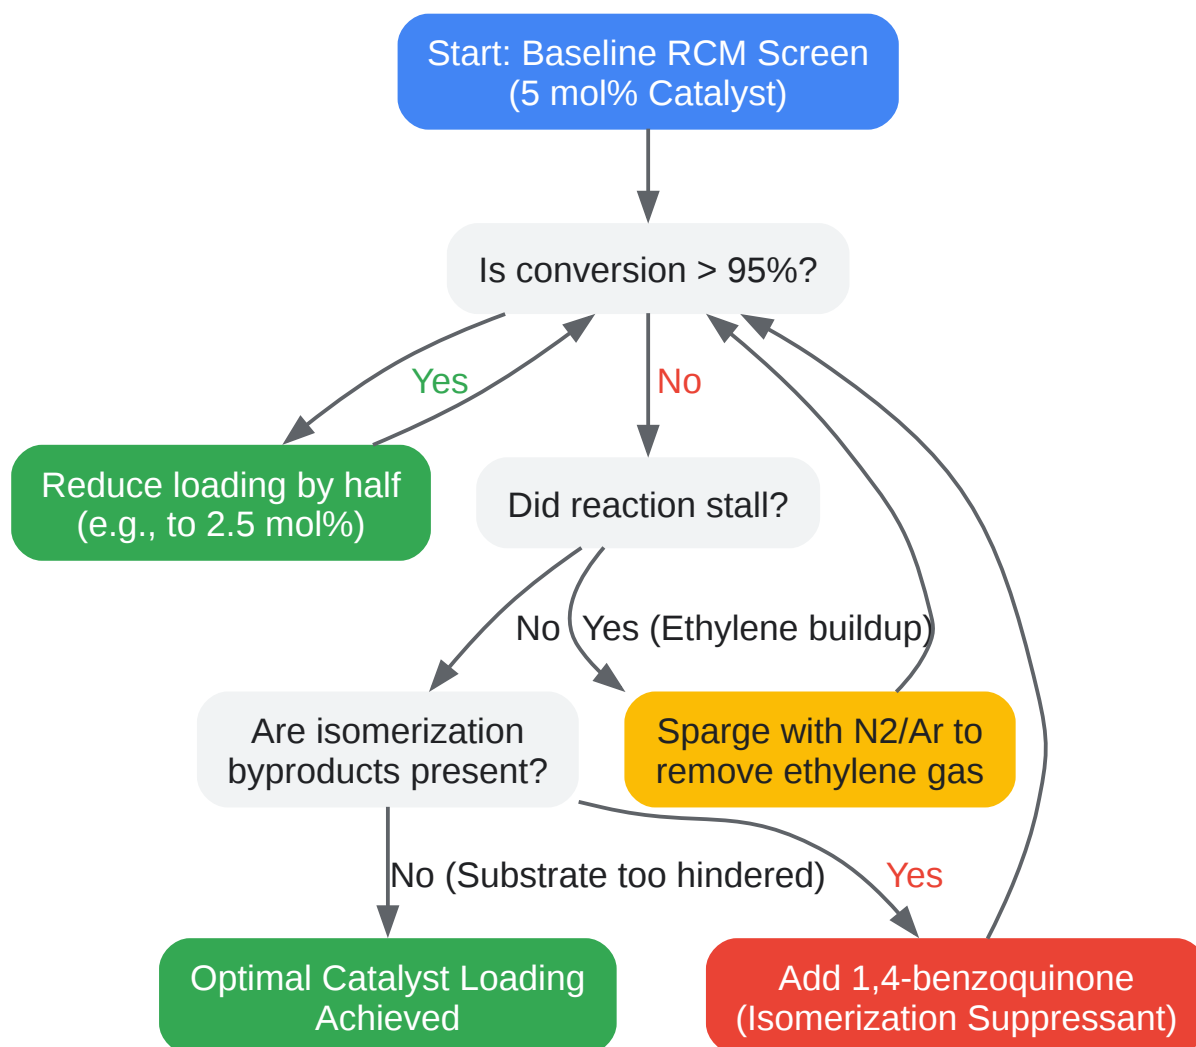 Start: Baseline RCM Screen
(5 mol% Catalyst)
Is conversion > 95%?
Yes
No
Reduce loading by half
(e.g., to 2.5 mol%)
Did reaction stall?
No
Yes (Ethylene buildup)
Are isomerization
byproducts present?
Sparge with N2/Ar to
remove ethylene gas
No (Substrate too hindered)
Yes
Optimal Catalyst Loading
Achieved
Add 1,4-benzoquinone
(Isomerization Suppressant)